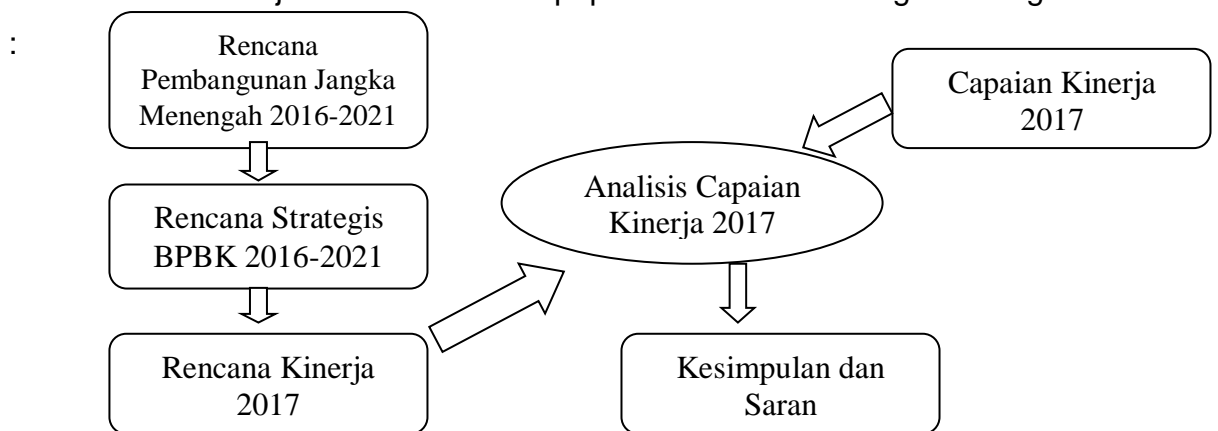 :
Rencana
Pembangunan Jangka
Menengah 2016-2021
Rencana Strategis
BPBK 2016-2021
Rencana Kinerja
2017
Capaian Kinerja
2017
Analisis Capaian
Kinerja 2017
Kesimpulan dan
Saran